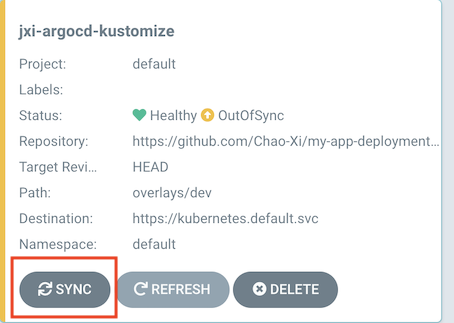 jxi-argocd-kustomize
Project: default
Labels:
Status: Healthy OutOfSync
Repository: https://github.com/Chao-Xi/my-app-deployment...
Target Revi... HEAD
Path: overlays/dev
Destination: https://kubernetes.default.svc
Namespace: default
SYNC REFRESH DELETE